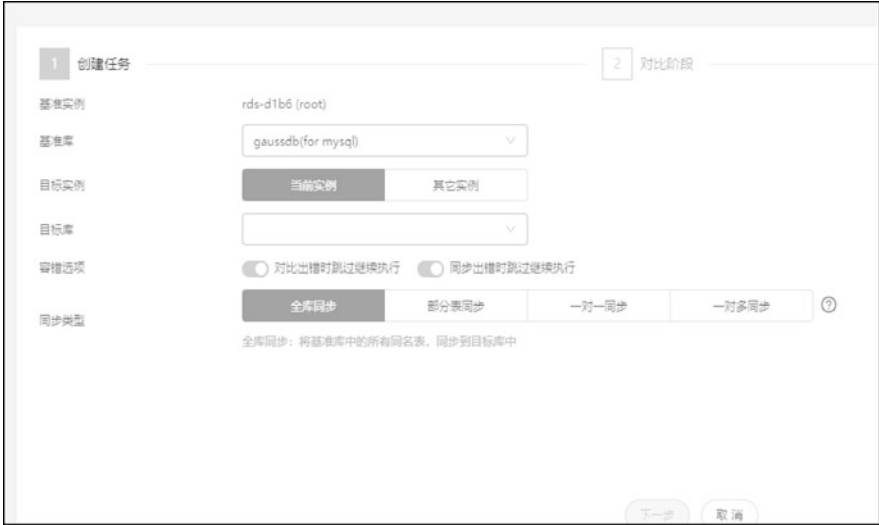 1 创建任务 2 对比阶段
基准实例 rds-d1b6 (root)
基准库 gaussdb(for mysql)
目标实例 当前实例 其它实例
目标库
容错选项 对比出错时跳过继续执行 同步出错时跳过继续执行
同步类型 全库同步 部分表同步 一对一同步 一对多同步 ?
全库同步：将基准库中的所有同名表，同步到目标库中
下一步 取消